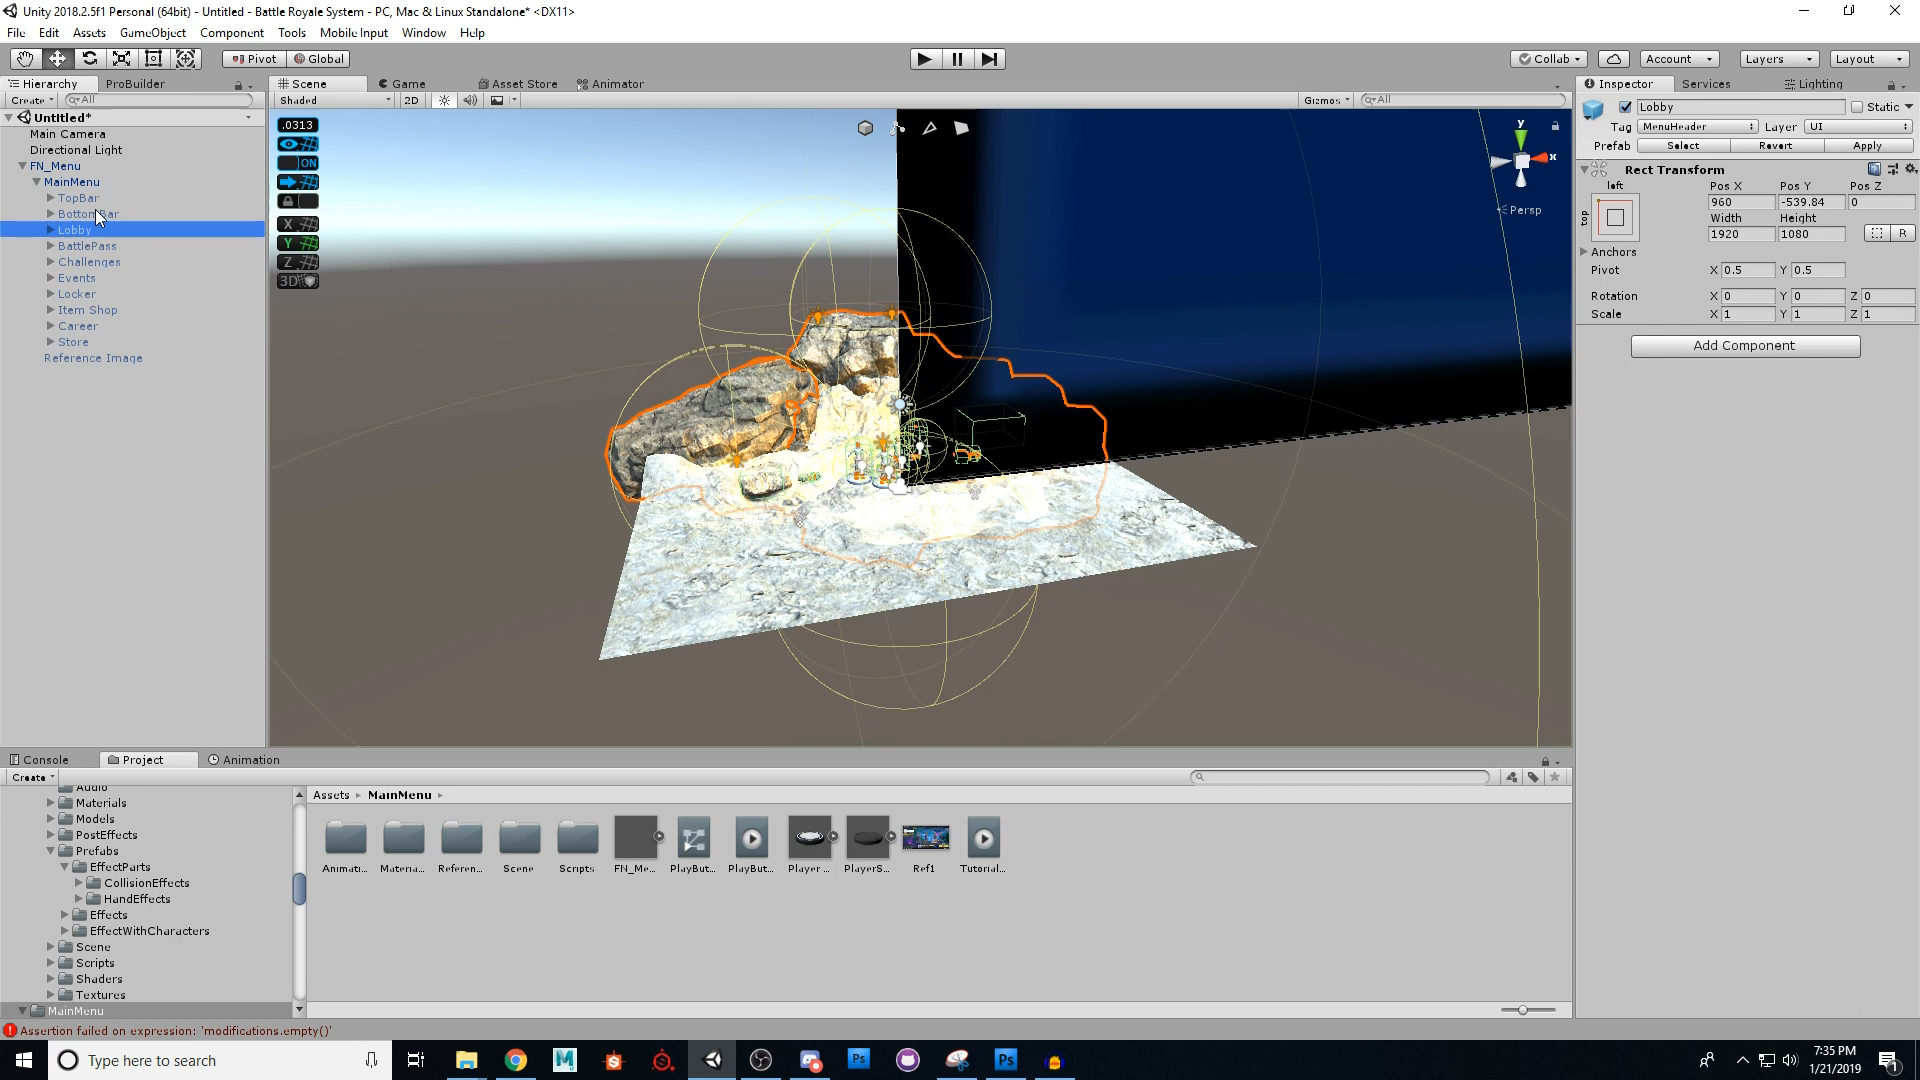 Unity 2018.2.5f1 Personal (64bit) - Untitled - Battle Royale System - PC, Mac & Linux Standalone* <DX11>
File Edit Assets GameObject Component Tools Mobile Input Window Help
Pivot Global Collab Account Layers Layout
Hierarchy ProBuilder Scene Game Asset Store Animator Inspector Services Lighting
Create All Shaded 2D Gizmos All
Untitled*
Main Camera
Directional Light
FN_Menu
MainMenu
TopBar
BottomBar
Lobby
BattlePass
Challenges
Events
Locker
Item Shop
Career
Store
Reference Image
.0313
ON
X
Y
Z
3D
y
x
Persp
Lobby Static
Tag MenuHeader Layer UI
Prefab Select Revert Apply
Rect Transform
left Pos X Pos Y Pos Z
top 960 -539.84 0
Width Height
1920 1080 R
Anchors
Pivot X 0.5 Y 0.5
Rotation X 0 Y 0 Z 0
Scale X 1 Y 1 Z 1
Add Component
Console Project Animation
Create
Audio
Materials
Models
PostEffects
Prefabs
EffectParts
CollisionEffects
HandEffects
Effects
EffectWithCharacters
Scene
Scripts
Shaders
Textures
MainMenu
Assets MainMenu
Animati... Materia... Referen... Scene Scripts FN_Me... PlayBut... PlayBut... Player ... PlayerS... Ref1 Tutorial...
Assertion failed on expression: 'modifications.empty()'
Type here to search
7:35 PM
1/21/2019
1